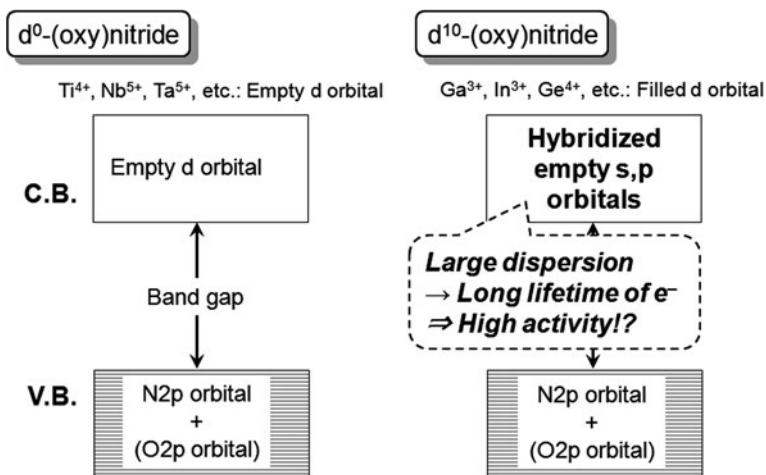 d⁰-(oxy)nitride
Ti⁴⁺, Nb⁵⁺, Ta⁵⁺, etc.: Empty d orbital
C.B.
Empty d orbital
Band gap
V.B.
N2p orbital
+
(O2p orbital)
d¹⁰-(oxy)nitride
Ga³⁺, In³⁺, Ge⁴⁺, etc.: Filled d orbital
Hybridized
empty s,p
orbitals
Large dispersion
→ Long lifetime of e⁻
⇒ High activity!?
N2p orbital
+
(O2p orbital)